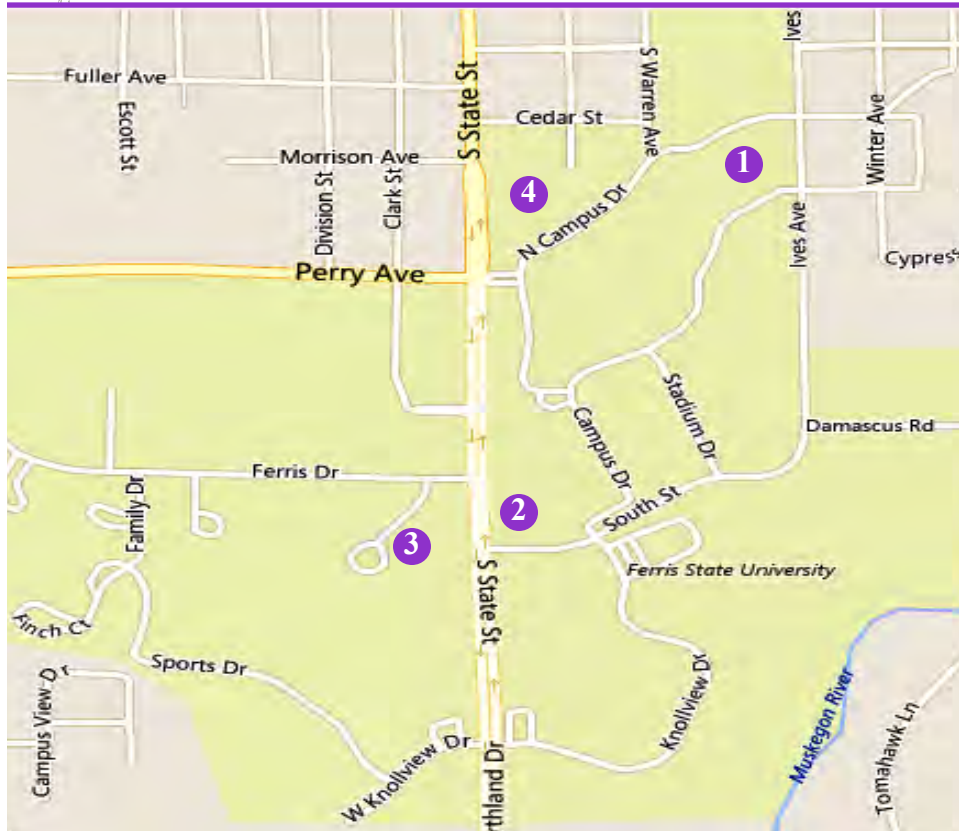 Ives
S State St
S Warren Ave
Fuller Ave
Escott St
Cedar St
Winter Ave
Morrison Ave
Division St
Clark St
1
4
N Campus Dr
Ives Ave
Cypress
Perry Ave
Stadium Dr
Campus Dr
Damascus Rd
Ferris Dr
Family Dr
South St
2
3
Ferris State University
S State St
Finch Ct
Sports Dr
Campus View Dr
Knollview Dr
Muskegon River
Tomahawk Ln
W Knollview Dr
rthland Dr